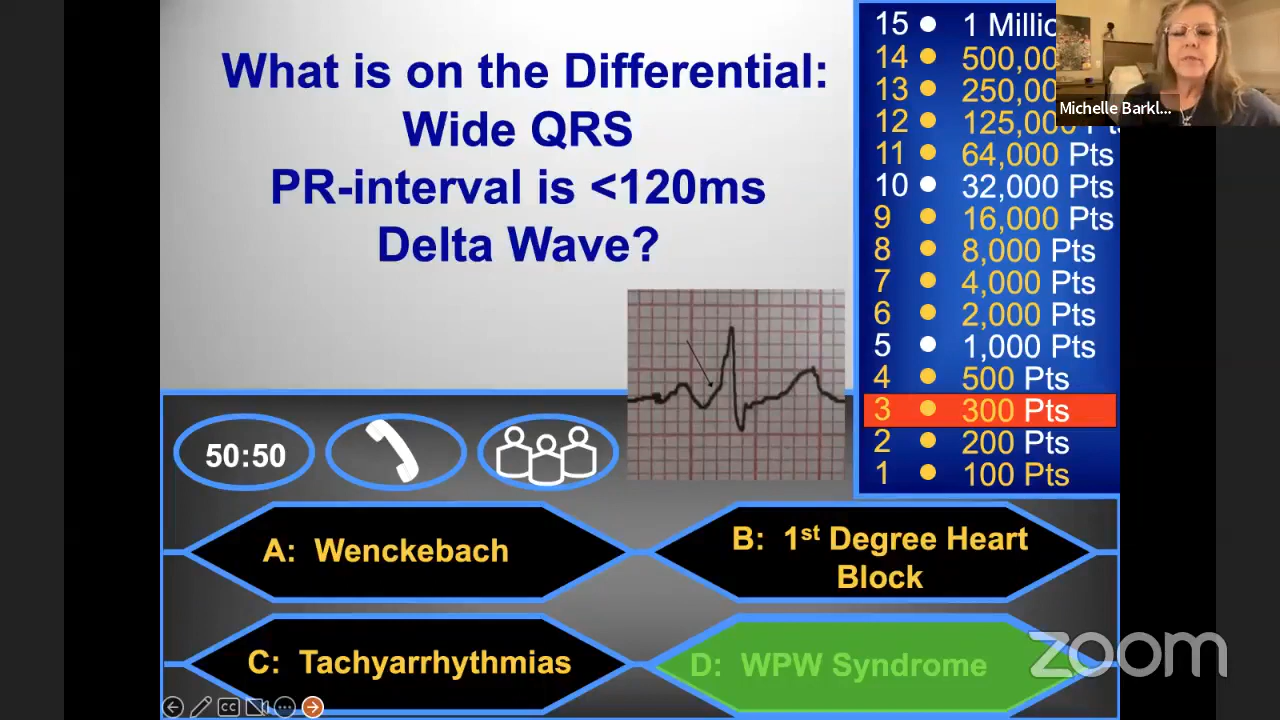 What is on the Differential:
Wide QRS
PR-interval is <120ms
Delta Wave?
15 1 Millio
14 500,00
13 250,00
12 125,000 Pt
11 64,000 Pts
10 32,000 Pts
9 16,000 Pts
8 8,000 Pts
7 4,000 Pts
6 2,000 Pts
5 1,000 Pts
4 500 Pts
3 300 Pts
2 200 Pts
1 100 Pts
Michelle Barkl...
50:50
A: Wenckebach
B: 1st Degree Heart
Block
C: Tachyarrhythmias
D: WPW Syndrome
CC
zoom